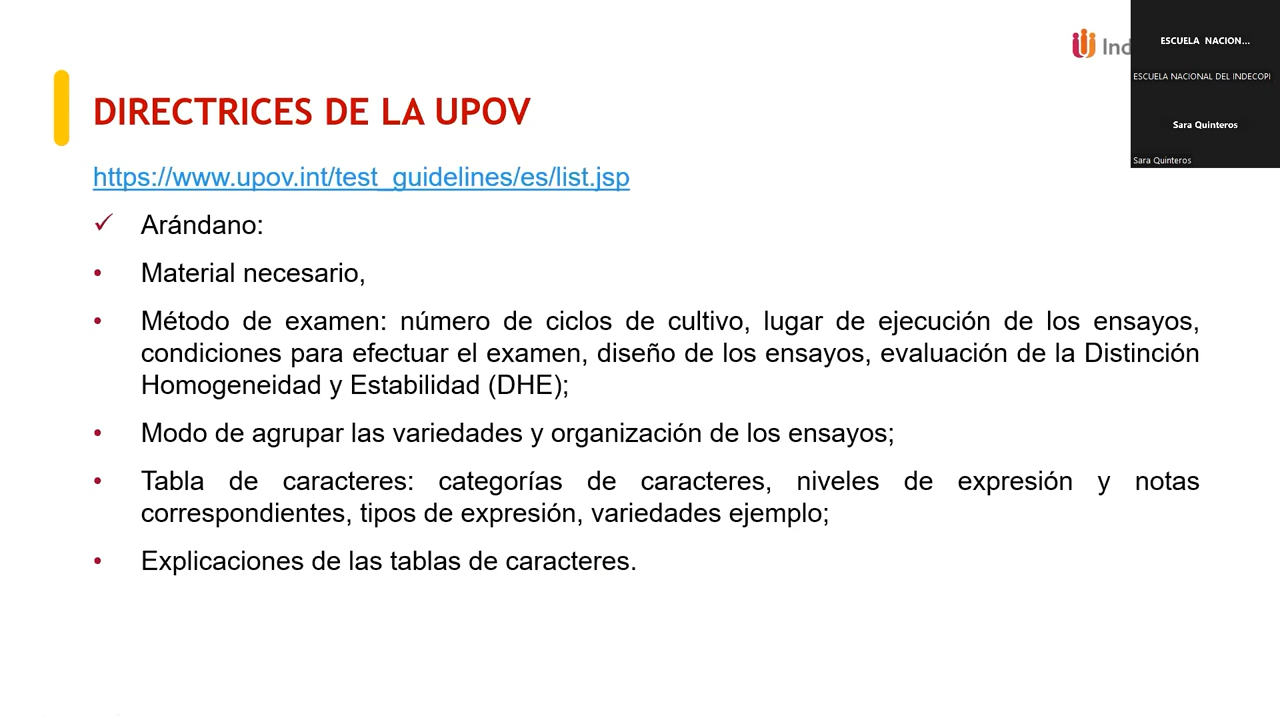 Ind
ESCUELA NACION...
ESCUELA NACIONAL DEL INDECOPI
Sara Quinteros
Sara Quinteros
DIRECTRICES DE LA UPOV
https://www.upov.int/test_guidelines/es/list.jsp
✓ Arándano:
• Material necesario,
• Método de examen: número de ciclos de cultivo, lugar de ejecución de los ensayos,
condiciones para efectuar el examen, diseño de los ensayos, evaluación de la Distinción
Homogeneidad y Estabilidad (DHE);
• Modo de agrupar las variedades y organización de los ensayos;
• Tabla de caracteres: categorías de caracteres, niveles de expresión y notas
correspondientes, tipos de expresión, variedades ejemplo;
• Explicaciones de las tablas de caracteres.